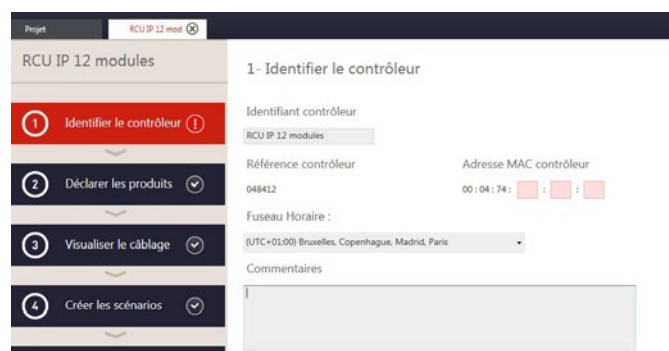 Projet
RCU IP 12 mod
RCU IP 12 modules
1- Identifier le contrôleur
1 Identifier le contrôleur !
Identifiant contrôleur
RCU IP 12 modules
Référence contrôleur
Adresse MAC contrôleur
048412
00 : 04 : 74 : : :
2 Déclarer les produits
Fuseau Horaire :
(UTC+01:00) Bruxelles, Copenhague, Madrid, Paris
3 Visualiser le câblage
Commentaires
4 Créer les scénarios